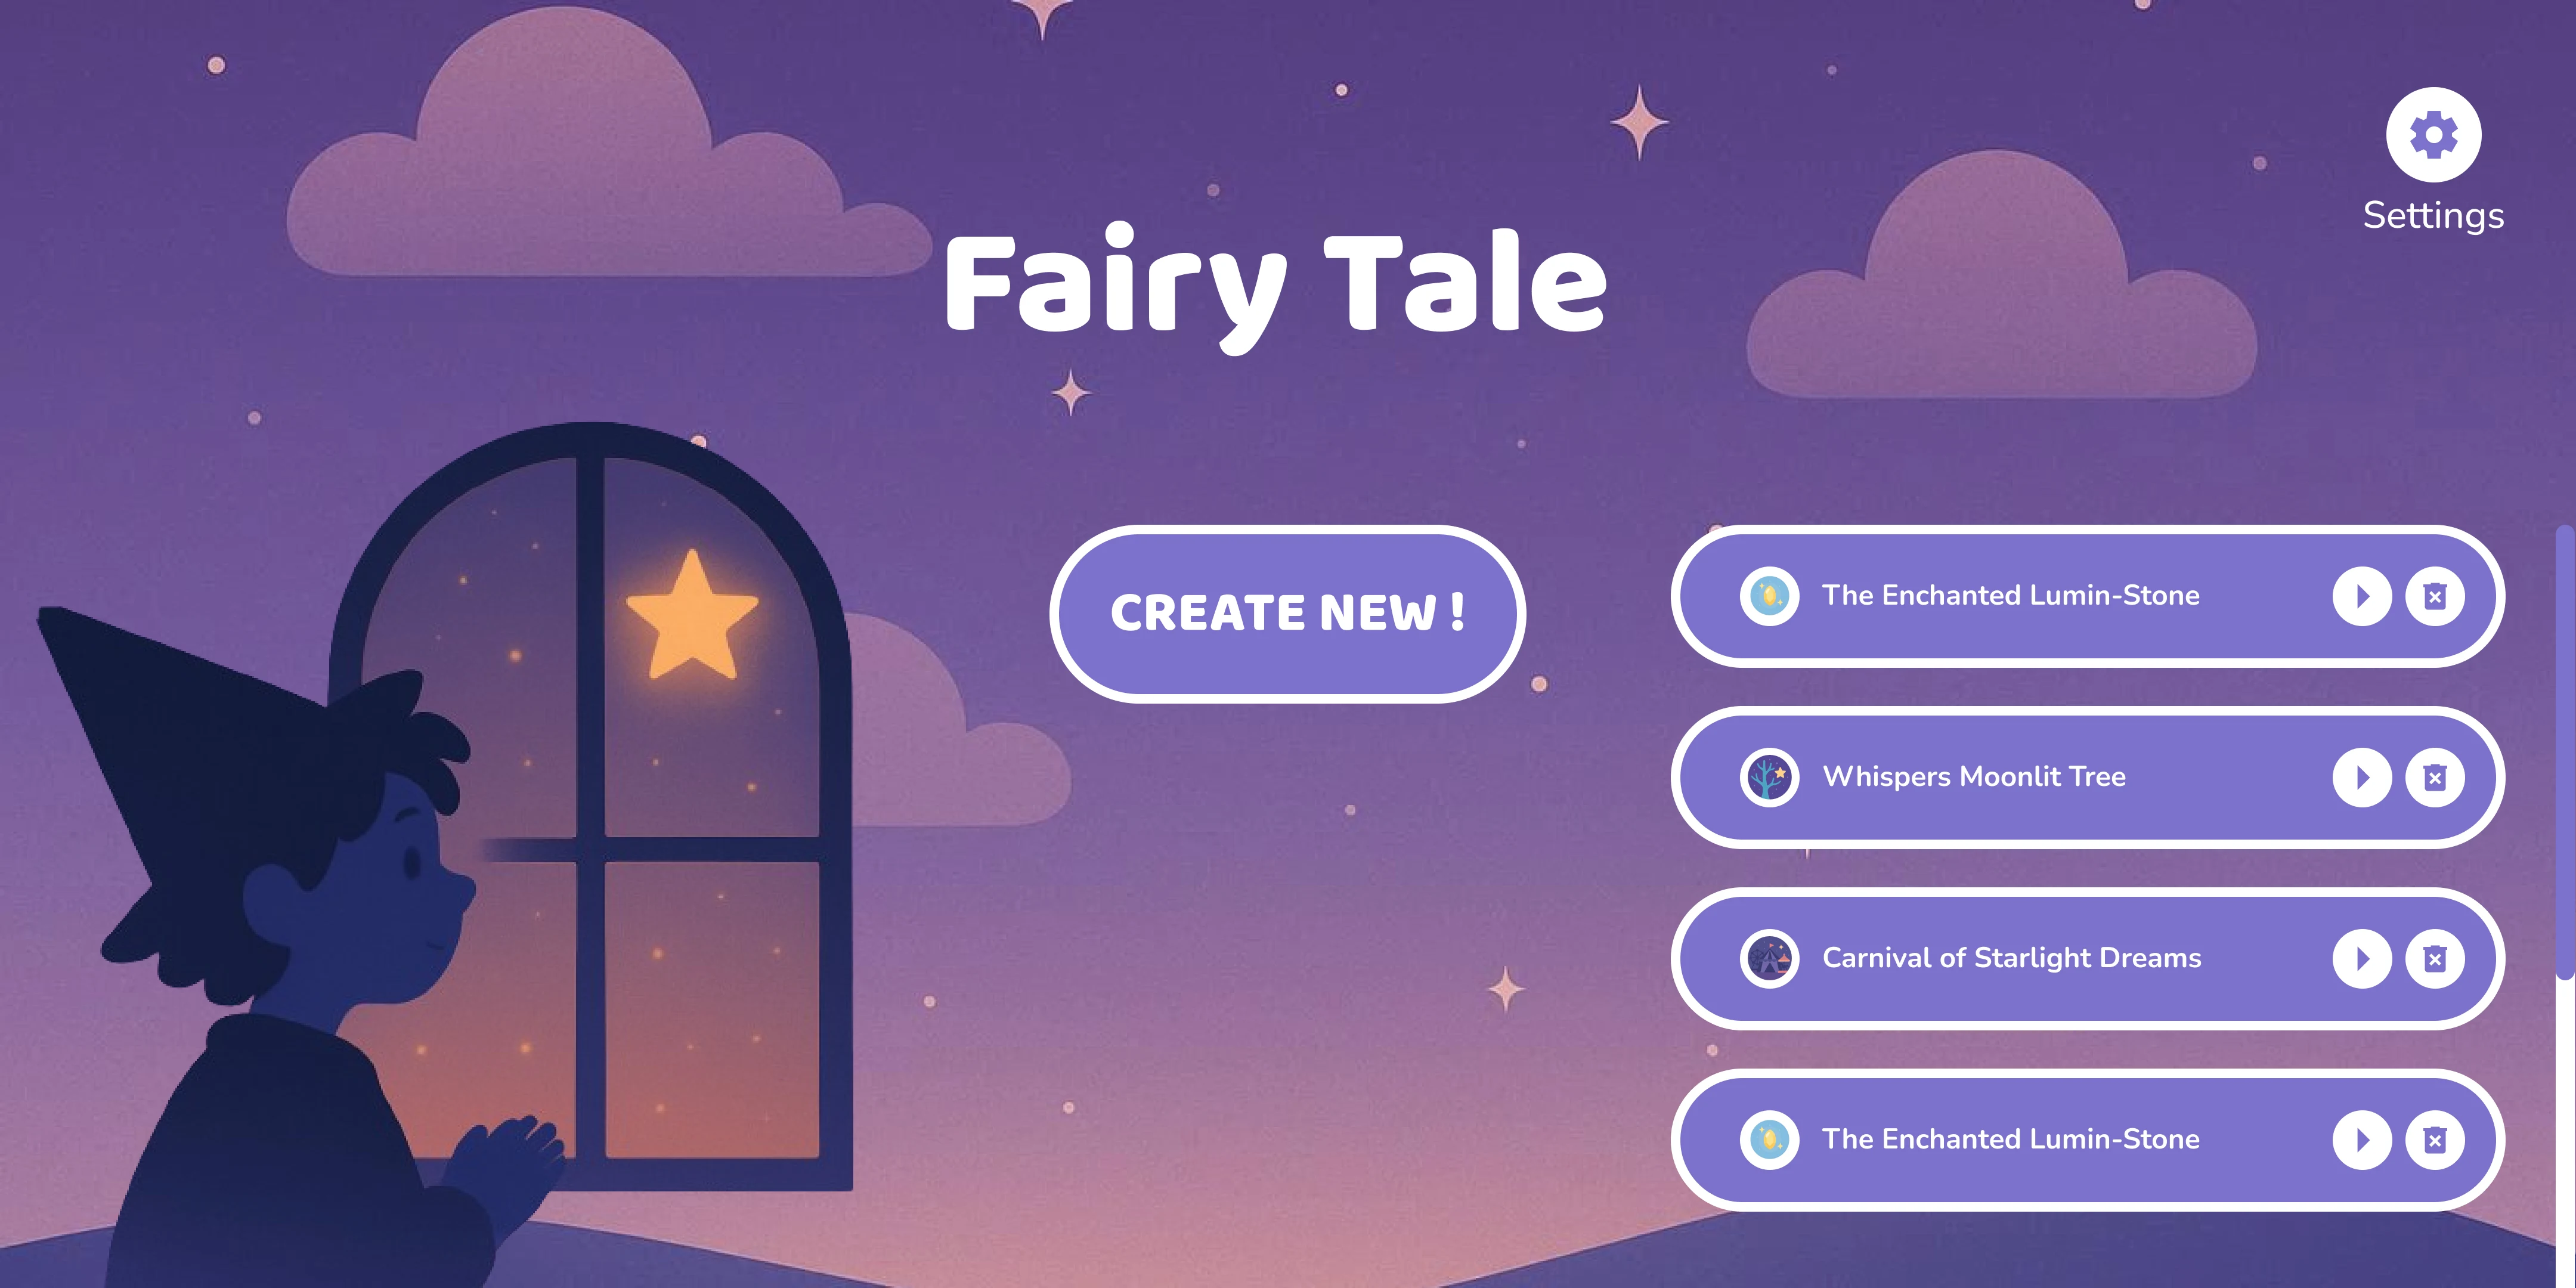 Settings
Fairy Tale
CREATE NEW !
The Enchanted Lumin-Stone
Whispers Moonlit Tree
Carnival of Starlight Dreams
The Enchanted Lumin-Stone